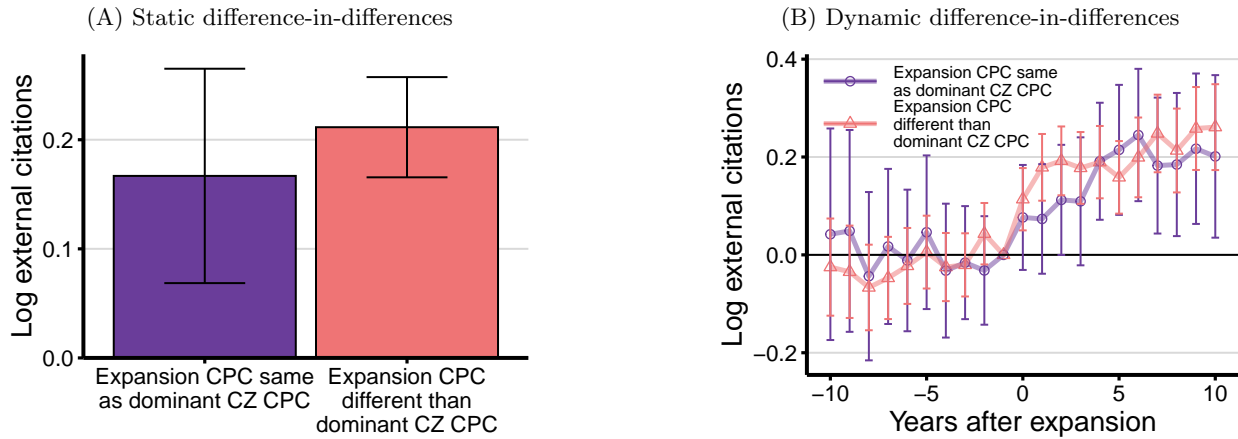 (A) Static difference-in-differences
Log external citations
0.2
0.1
0.0
Expansion CPC same
as dominant CZ CPC
Expansion CPC
different than
dominant CZ CPC
(B) Dynamic difference-in-differences
Log external citations
0.4
0.2
0.0
−0.2
Expansion CPC same
as dominant CZ CPC
Expansion CPC
different than
dominant CZ CPC
−10
−5
0
5
10
Years after expansion